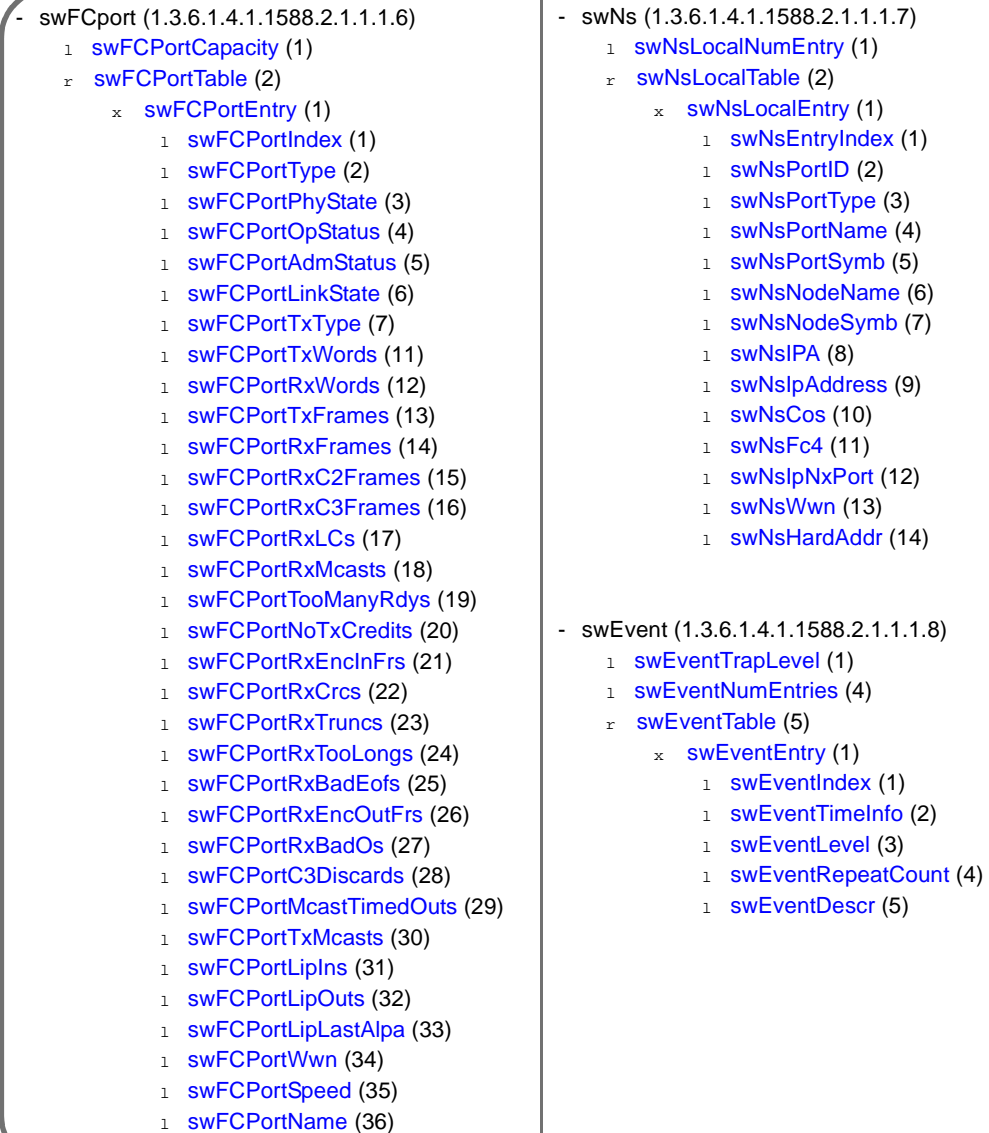 - swFCport (1.3.6.1.4.1.1588.2.1.1.1.6)
l swFCPortCapacity (1)
r swFCPortTable (2)
x swFCPortEntry (1)
l swFCPortIndex (1)
l swFCPortType (2)
l swFCPortPhyState (3)
l swFCPortOpStatus (4)
l swFCPortAdmStatus (5)
l swFCPortLinkState (6)
l swFCPortTxType (7)
l swFCPortTxWords (11)
l swFCPortRxWords (12)
l swFCPortTxFrames (13)
l swFCPortRxFrames (14)
l swFCPortRxC2Frames (15)
l swFCPortRxC3Frames (16)
l swFCPortRxLCs (17)
l swFCPortRxMcasts (18)
l swFCPortTooManyRdys (19)
l swFCPortNoTxCredits (20)
l swFCPortRxEncInFrs (21)
l swFCPortRxCrcs (22)
l swFCPortRxTruncs (23)
l swFCPortRxTooLongs (24)
l swFCPortRxBadEofs (25)
l swFCPortRxEncOutFrs (26)
l swFCPortRxBadOs (27)
l swFCPortC3Discards (28)
l swFCPortMcastTimedOuts (29)
l swFCPortTxMcasts (30)
l swFCPortLipIns (31)
l swFCPortLipOuts (32)
l swFCPortLipLastAlpa (33)
l swFCPortWwn (34)
l swFCPortSpeed (35)
l swFCPortName (36)
- swNs (1.3.6.1.4.1.1588.2.1.1.1.7)
l swNsLocalNumEntry (1)
r swNsLocalTable (2)
x swNsLocalEntry (1)
l swNsEntryIndex (1)
l swNsPortID (2)
l swNsPortType (3)
l swNsPortName (4)
l swNsPortSymb (5)
l swNsNodeName (6)
l swNsNodeSymb (7)
l swNsIPA (8)
l swNsIpAddress (9)
l swNsCos (10)
l swNsFc4 (11)
l swNsIpNxPort (12)
l swNsWwn (13)
l swNsHardAddr (14)
- swEvent (1.3.6.1.4.1.1588.2.1.1.1.8)
l swEventTrapLevel (1)
l swEventNumEntries (4)
r swEventTable (5)
x swEventEntry (1)
l swEventIndex (1)
l swEventTimeInfo (2)
l swEventLevel (3)
l swEventRepeatCount (4)
l swEventDescr (5)